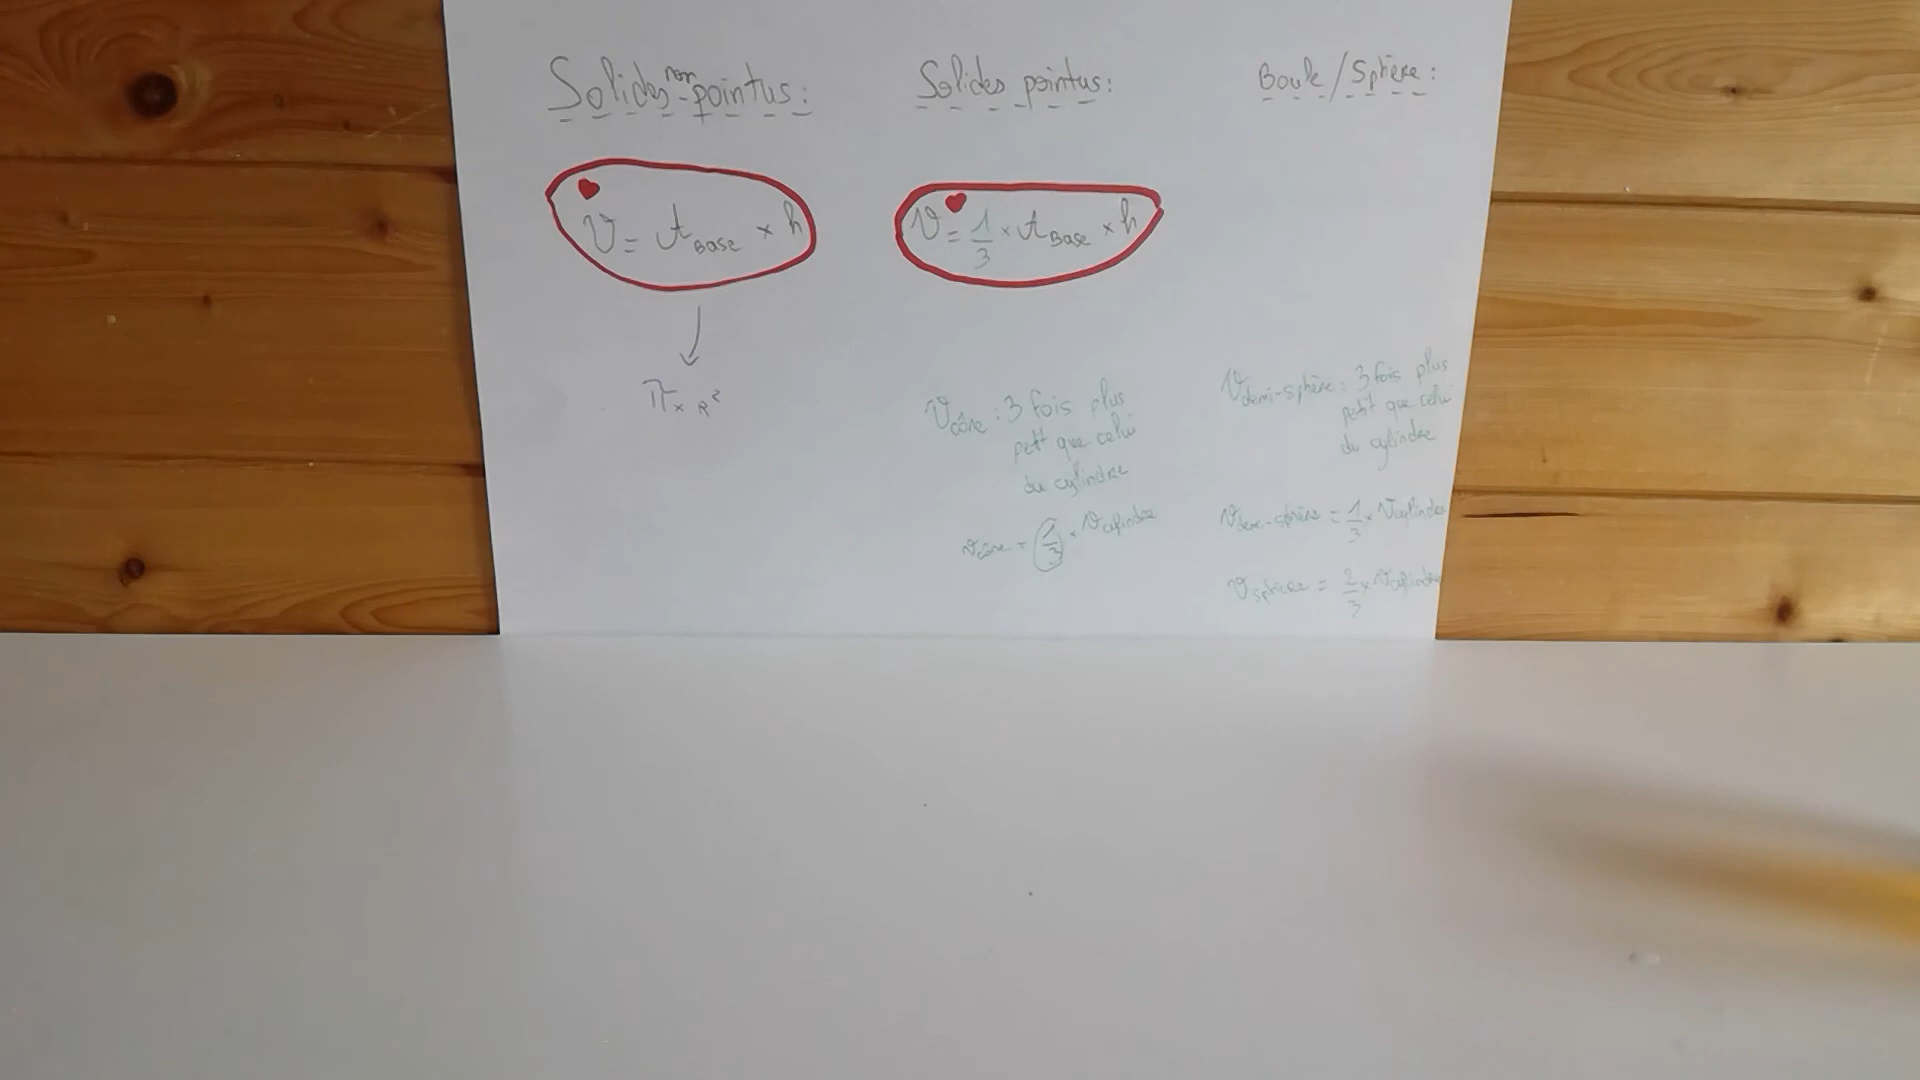 Solides non-pointus :
V = A Base × h
π × R²
Solides pointus :
V = 1/3 × A Base × h
V cône : 3 fois plus
petit que celui
du cylindre
V cône = 1/3 × V cylindre
Boule / Sphère :
V demi-sphère : 3 fois plus
petit que celui
du cylindre
V demi-sphère = 1/3 × V cylindre
V sphère = 2/3 × V cylindre